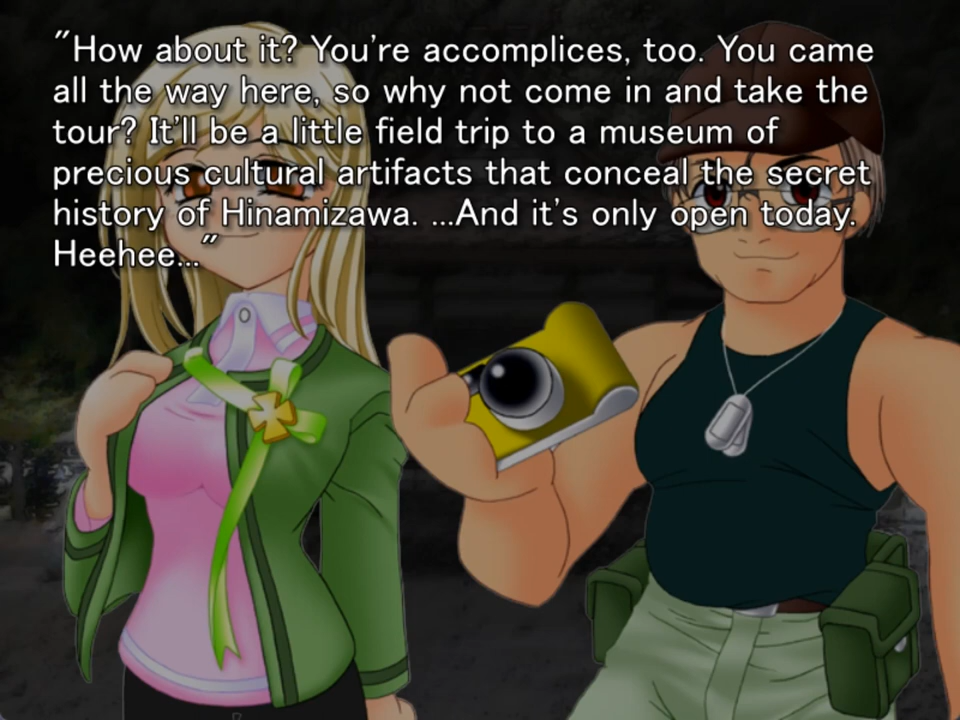 "How about it? You're accomplices, too. You came
all the way here, so why not come in and take the
tour? It'll be a little field trip to a museum of
precious cultural artifacts that conceal the secret
history of Hinamizawa. ...And it's only open today.
Heehee..."